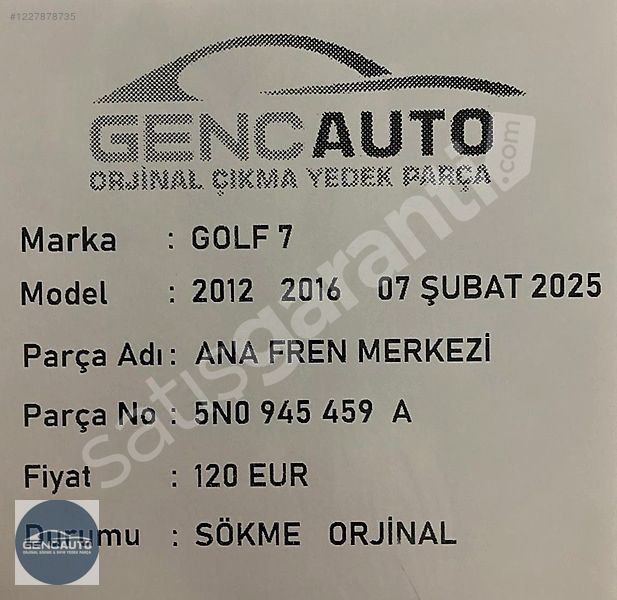 #1227878735
GENCAUTO
ORJİNAL ÇIKMA YEDEK PARÇA
Marka : GOLF 7
Model : 2012 2016 07 ŞUBAT 2025
Parça Adı : ANA FREN MERKEZİ
Parça No : 5N0 945 459 A
Fiyat : 120 EUR
Durumu : SÖKME ORJİNAL
satışgaranti.com
GENCAUTO